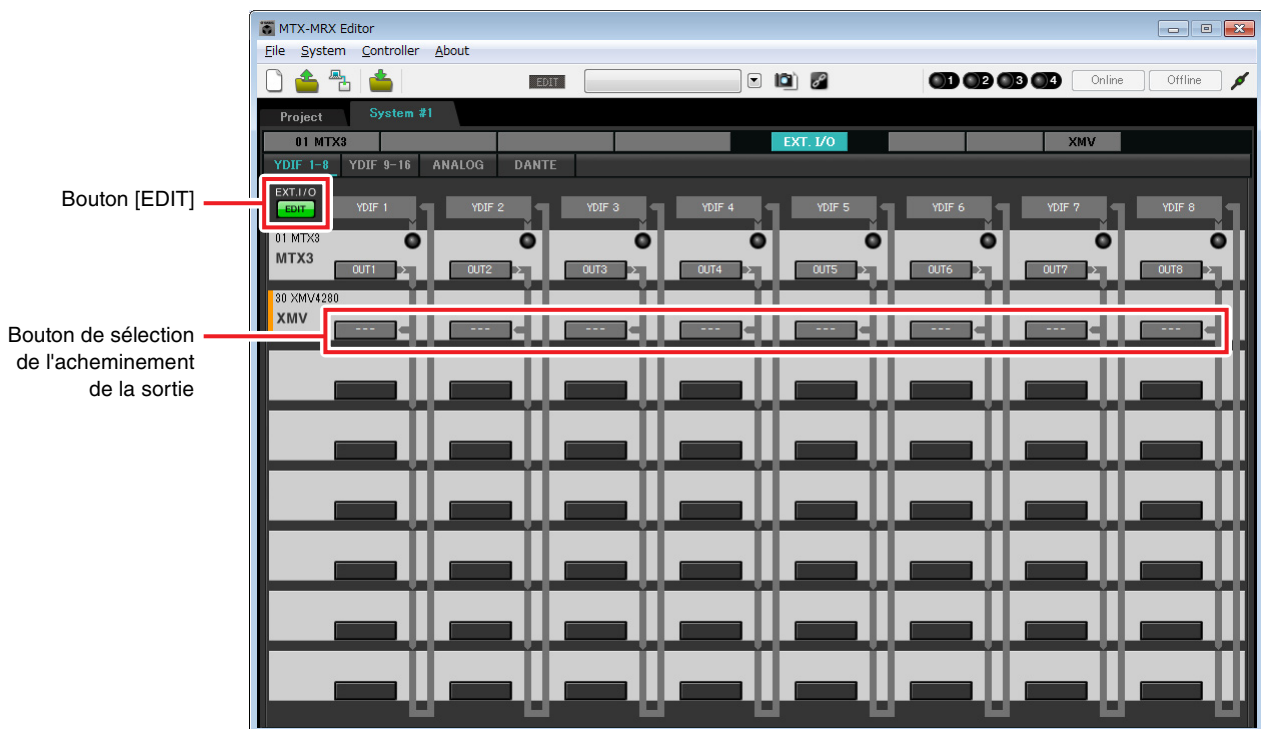 MTX-MRX Editor
File System Controller About
EDIT 1 2 3 4 Online Offline
Project System #1
01 MTX3 EXT. I/O XMV
YDIF 1-8 YDIF 9-16 ANALOG DANTE
Bouton [EDIT]
EXT.I/O
EDIT YDIF 1 YDIF 2 YDIF 3 YDIF 4 YDIF 5 YDIF 6 YDIF 7 YDIF 8
01 MTX3
MTX3
OUT1 OUT2 OUT3 OUT4 OUT5 OUT6 OUT7 OUT8
30 XMV4280
XMV
--- --- --- --- --- --- --- ---
Bouton de sélection
de l'acheminement
de la sortie